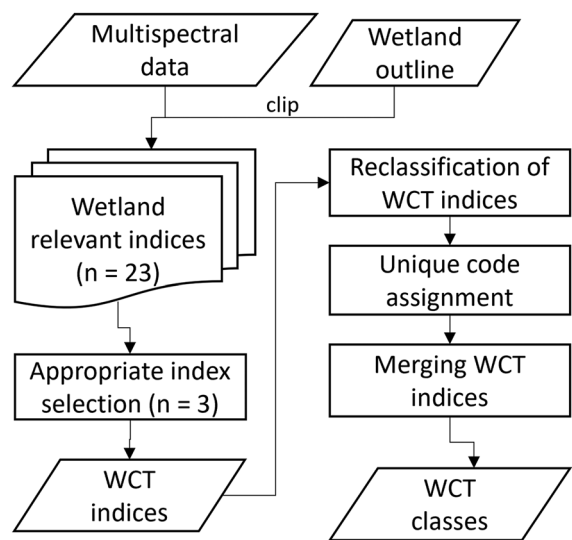 Multispectral
data
Wetland
outline
clip
Wetland
relevant indices
(n = 23)
Appropriate index
selection (n = 3)
WCT
indices
Reclassification of
WCT indices
Unique code
assignment
Merging WCT
indices
WCT
classes